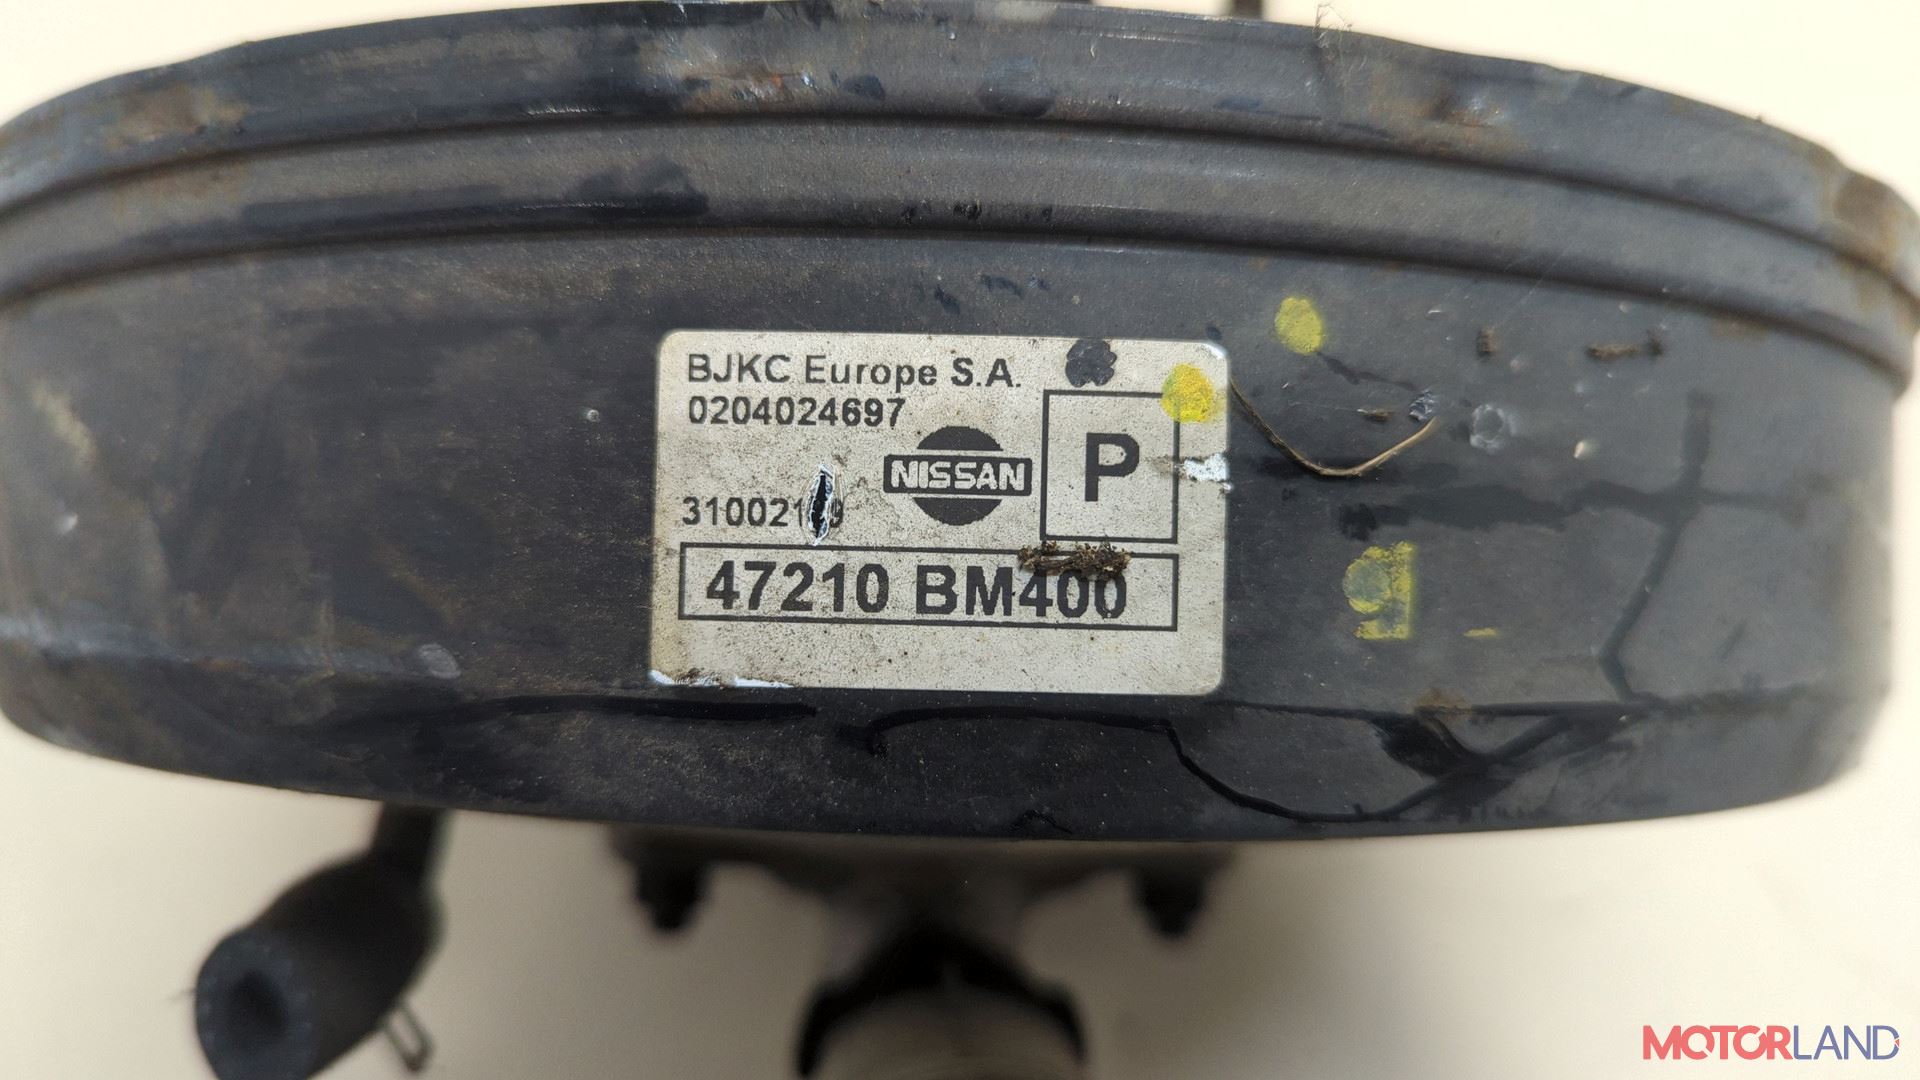 BJKC Europe S.A.
0204024697
NISSAN
P
47210 BM400
g
MOTORLAND